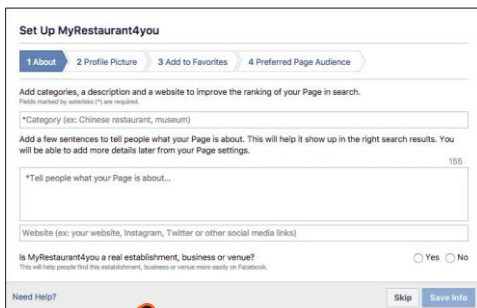 Set Up MyRestaurant4you
1 About 2 Profile Picture 3 Add to Favorites 4 Preferred Page Audience
Add categories, a description and a website to improve the ranking of your Page in search.
Fields marked by asterisks (*) are required.
*Category (ex: Chinese restaurant, museum)
Add a few sentences to tell people what your Page is about. This will help it show up in the right search results. You
will be able to add more details later from your Page settings.
155
*Tell people what your Page is about...
Website (ex: your website, Instagram, Twitter or other social media links)
Is MyRestaurant4you a real establishment, business or venue? Yes No
This will help people find this establishment, business or venue more easily on Facebook.
Need Help? Skip Save Info